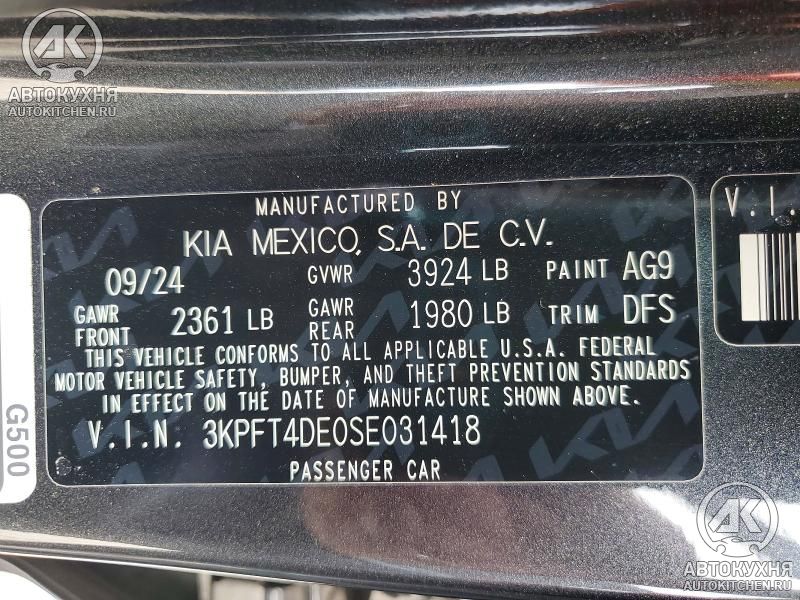 AK
АВТОКУХНЯ
AUTOKITCHEN.RU
MANUFACTURED BY
KIA MEXICO, S.A. DE C.V.
09/24 GVWR 3924 LB PAINT AG9
GAWR FRONT 2361 LB GAWR REAR 1980 LB TRIM DFS
THIS VEHICLE CONFORMS TO ALL APPLICABLE U.S.A. FEDERAL
MOTOR VEHICLE SAFETY, BUMPER, AND THEFT PREVENTION STANDARDS
IN EFFECT ON THE DATE OF MANUFACTURE SHOWN ABOVE.
V.I.N. 3KPFT4DE0SE031418
PASSENGER CAR
G500
V.I.
AK
АВТОКУХНЯ
AUTOKITCHEN.RU